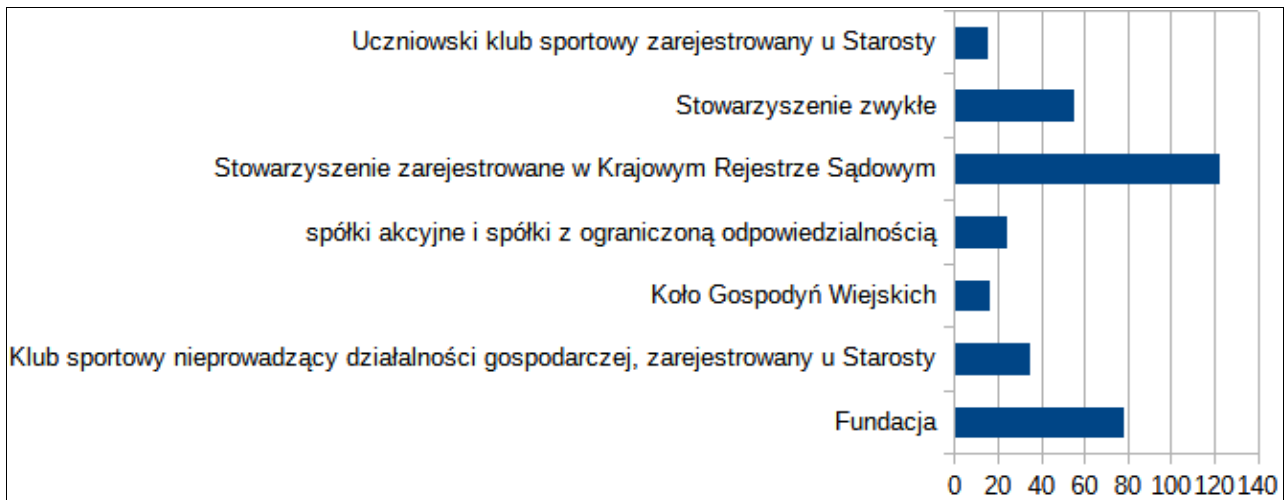 Uczniowski klub sportowy zarejestrowany u Starosty
Stowarzyszenie zwykłe
Stowarzyszenie zarejestrowane w Krajowym Rejestrze Sądowym
spółki akcyjne i spółki z ograniczoną odpowiedzialnością
Koło Gospodyń Wiejskich
Klub sportowy nieprowadzący działalności gospodarczej, zarejestrowany u Starosty
Fundacja
0 20 40 60 80 100 120 140